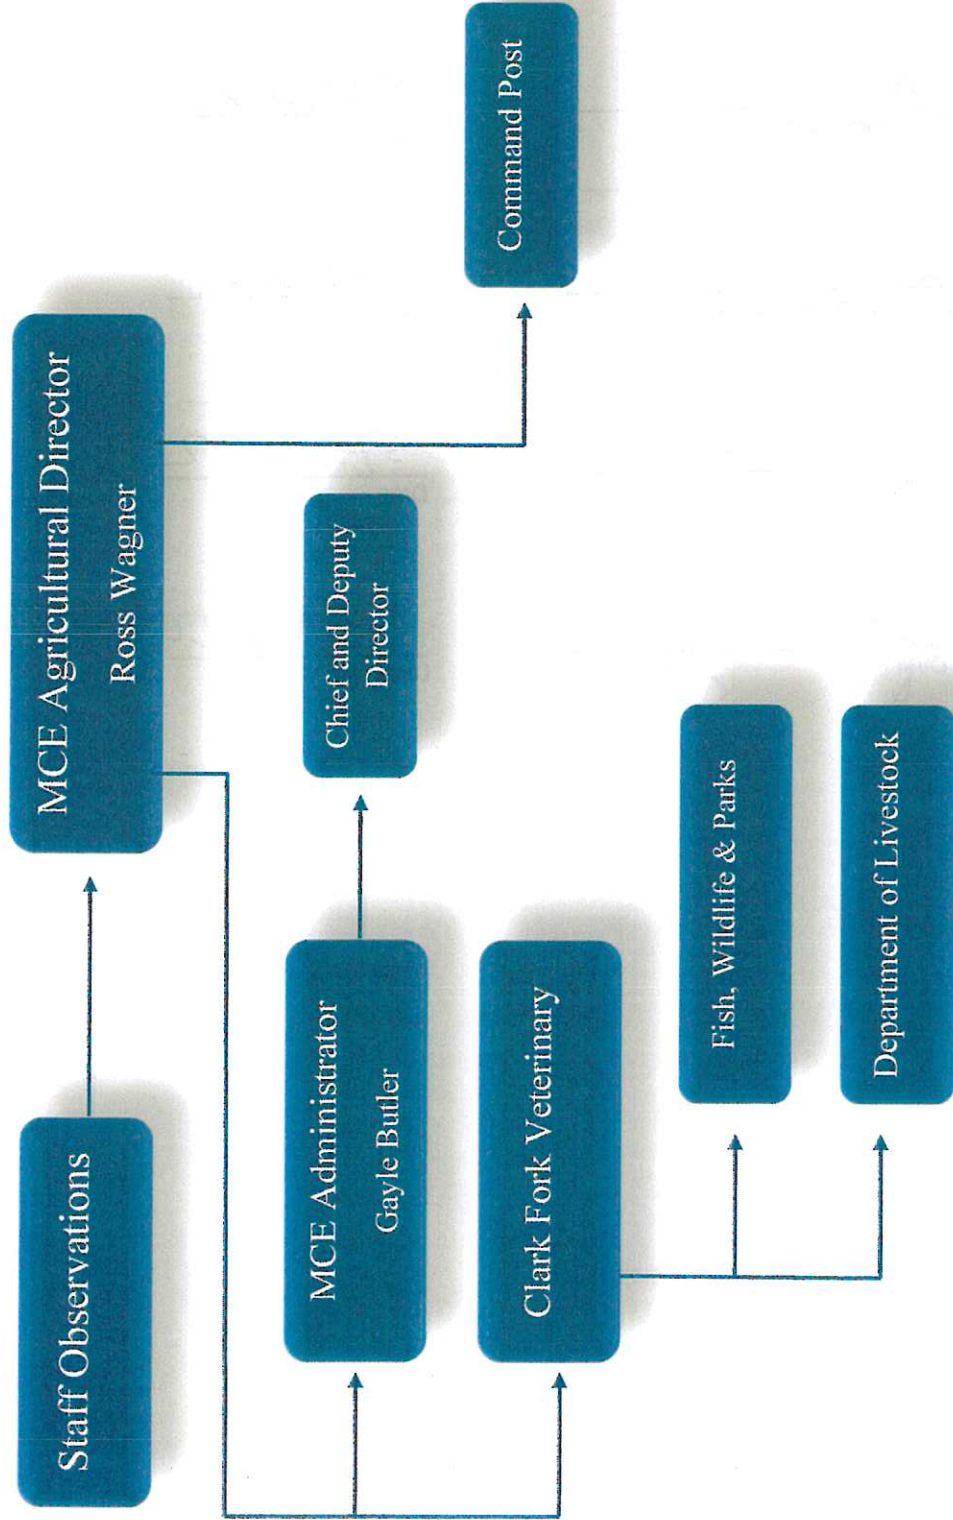 Staff Observations
MCE Agricultural Director
Ross Wagner
MCE Administrator
Gayle Butler
Chief and Deputy
Director
Command Post
Clark Fork Veterinary
Fish, Wildlife & Parks
Department of Livestock